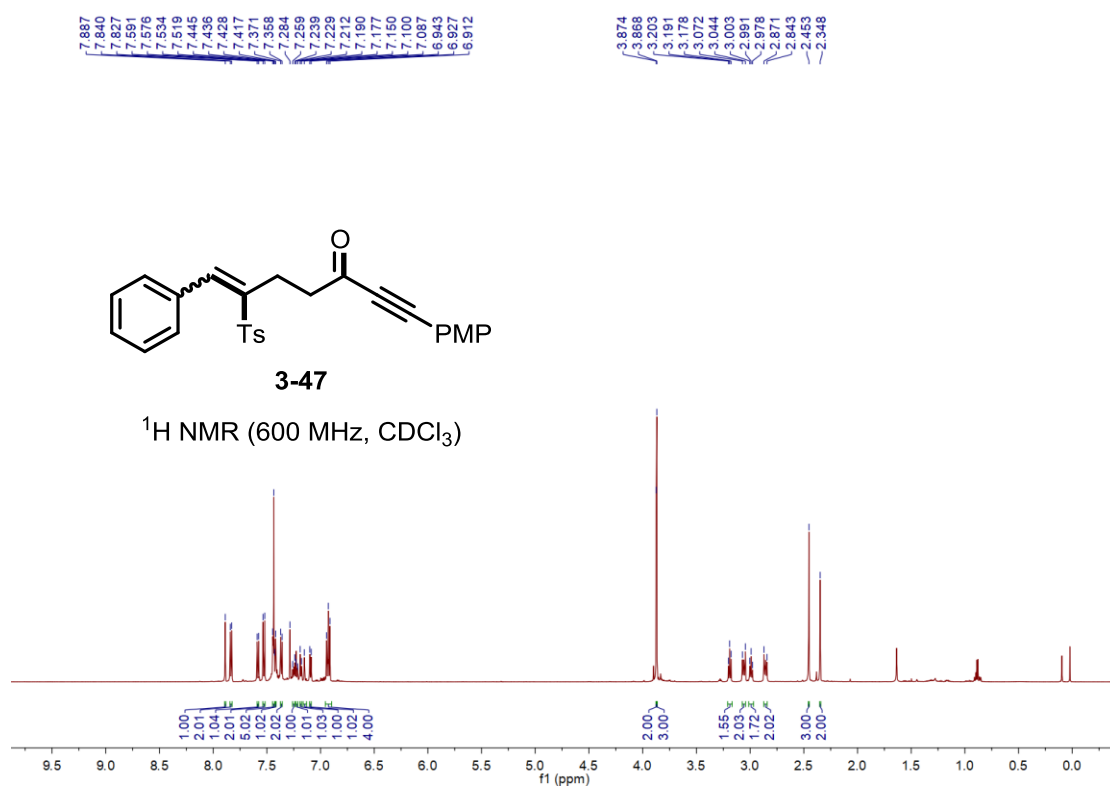 7.887 7.840 7.827 7.591 7.576 7.534 7.519 7.445 7.436 7.428 7.417 7.371 7.358 7.284 7.259 7.239 7.229 7.212 7.190 7.177 7.150 7.100 7.087 6.943 6.927 6.912 3.874 3.868 3.203 3.191 3.178 3.072 3.044 3.003 2.991 2.978 2.871 2.843 2.453 2.348
O
Ts
PMP
3-47
¹H NMR (600 MHz, CDCl₃)
1.00 2.01 1.04 2.01 5.02 1.02 2.02 1.00 1.01 1.03 1.00 1.02 4.00 2.00 3.00 1.55 2.03 1.72 2.02 3.00 2.00
9.5 9.0 8.5 8.0 7.5 7.0 6.5 6.0 5.5 5.0 4.5 4.0 3.5 3.0 2.5 2.0 1.5 1.0 0.5 0.0
f1 (ppm)